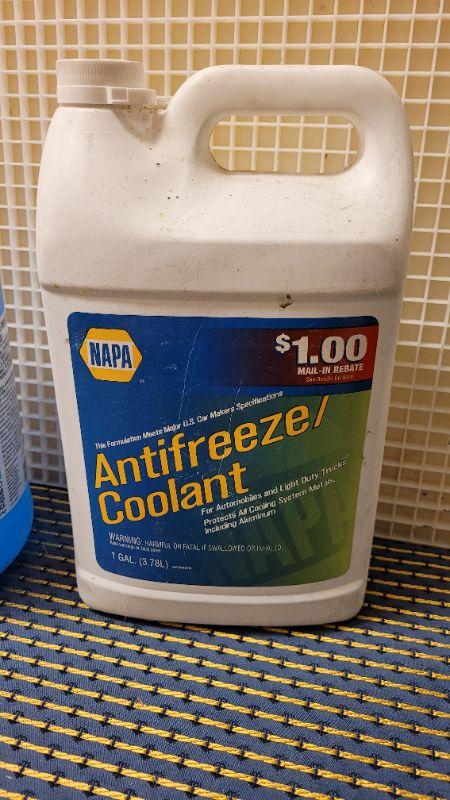 NAPA
$1.00
MAIL-IN REBATE
This Formulation Meets Major U.S. Car Makers Specifications
Antifreeze/
Coolant
For Automobiles and Light Duty Trucks
Protects All Cooling System Metals,
Including Aluminum
WARNING: HARMFUL OR FATAL IF SWALLOWED OR INHALED.
1 GAL. (3.78L)